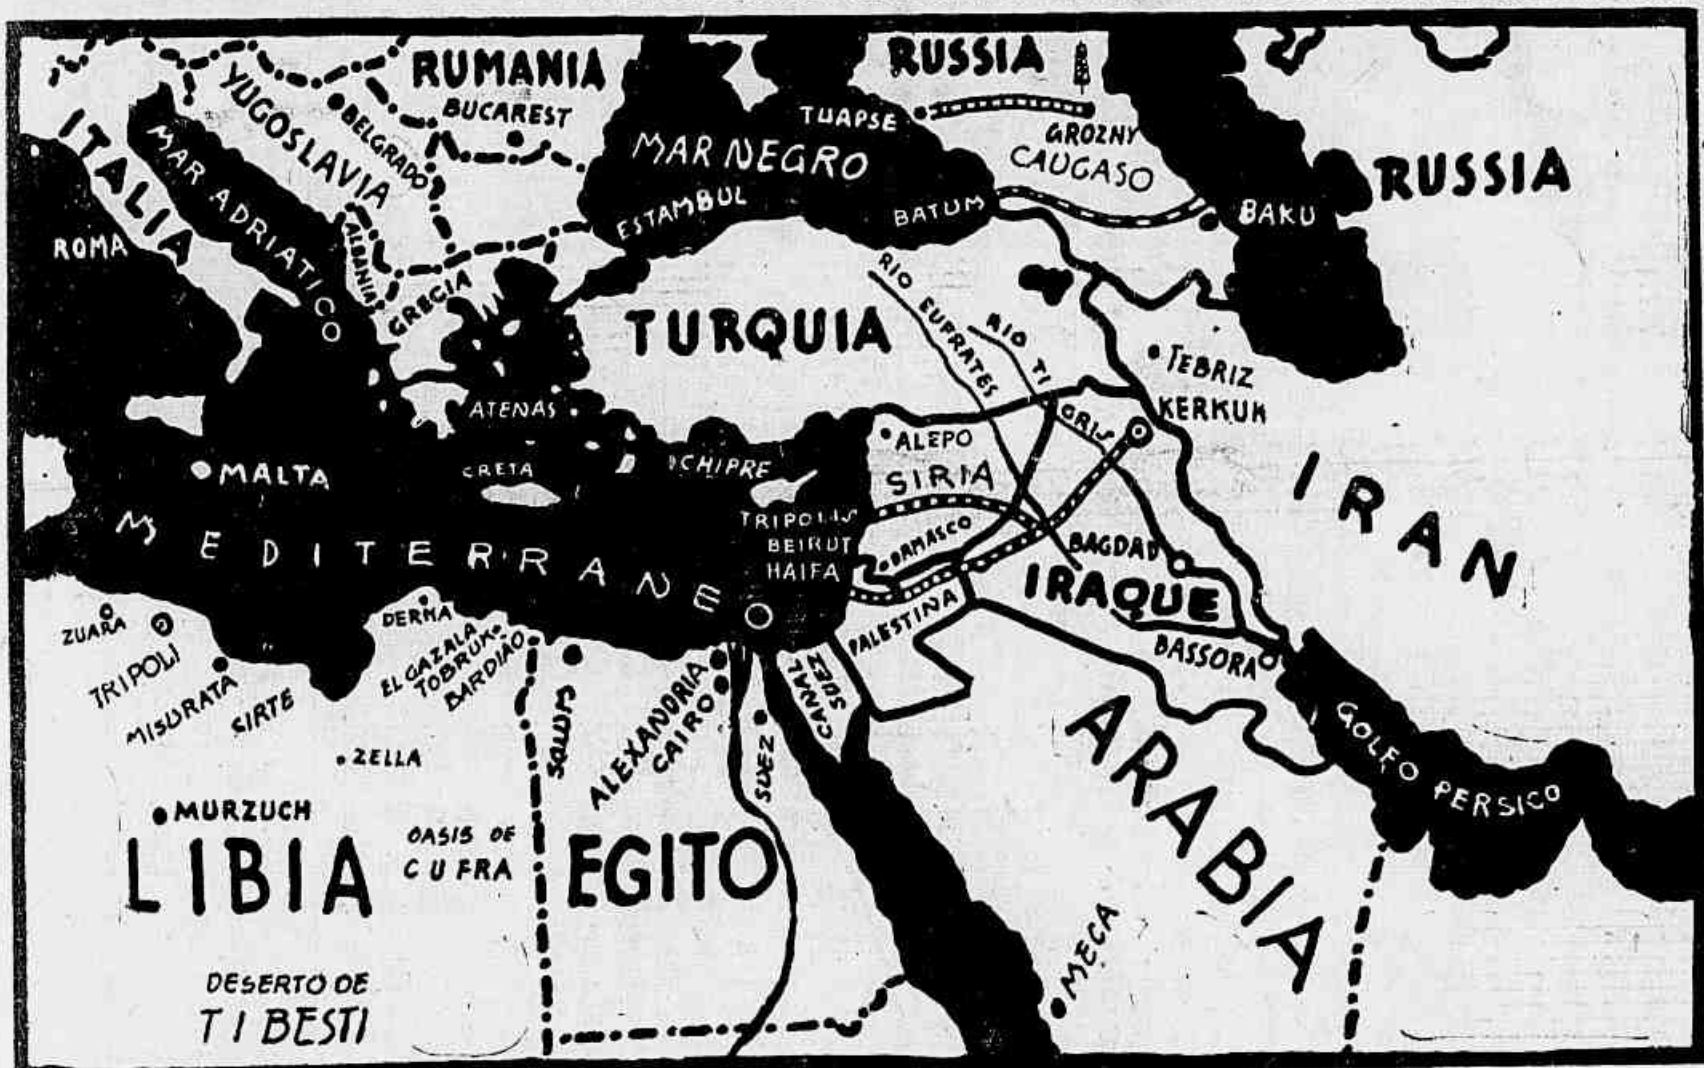 RUMANIA
BUCAREST
RUSSIA
TUAPSE
GROZNY
CAUGASO
MAR NEGRO
YUGOSLAVIA
BELGRADO
ITALIA
MAR ADRIATICO
ROMA
ALBANIA
GRECIA
ESTAMBUL
BATUM
BAKU
RUSSIA
TURQUIA
RIO EUFRATES
RIO TIGRIS
TEBRIZ
KERKUK
ATENAS
ALEPO
SIRIA
IRAN
MALTA
CRETA
CHIPRE
MEDITERRANEO
TRIPOLIS
BEIRUT
HAIFA
DAMASCO
BAGDAD
IRAQUE
PALESTINA
BASSORA
ZUARA
TRIPOLI
MISURATA
SIRTE
DERMA
EL GAZALA
TOBRUK
BARDIÃO
SOLUMS
ALEXANDRIA
CAIRO
SUEZ
CANAL
SUEZ
ZELLA
MURZUCH
LIBIA
OASIS DE
CUFRA
EGITO
ARABIA
GOLFO PERSICO
MECA
DESERTO DE
TIBESTI